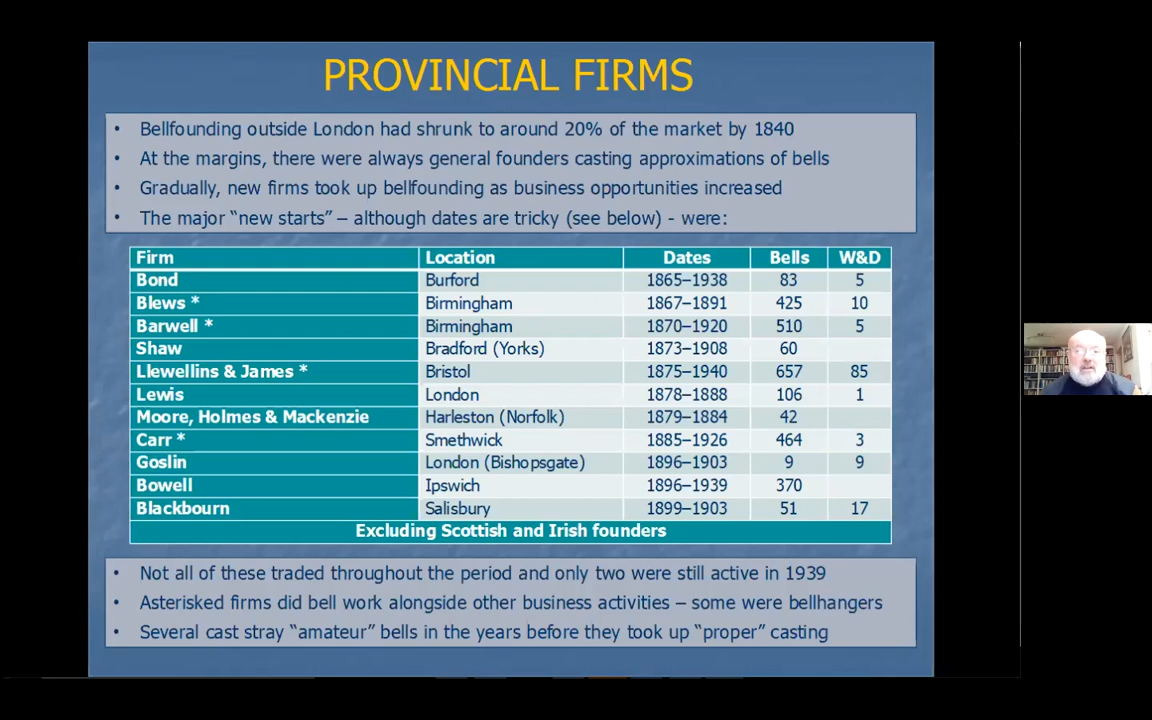 PROVINCIAL FIRMS
• Bellfounding outside London had shrunk to around 20% of the market by 1840
• At the margins, there were always general founders casting approximations of bells
• Gradually, new firms took up bellfounding as business opportunities increased
• The major “new starts” – although dates are tricky (see below) - were:
Firm Location Dates Bells W&D
Bond Burford 1865–1938 83 5
Blews * Birmingham 1867–1891 425 10
Barwell * Birmingham 1870–1920 510 5
Shaw Bradford (Yorks) 1873–1908 60
Llewellins & James * Bristol 1875–1940 657 85
Lewis London 1878–1888 106 1
Moore, Holmes & Mackenzie Harleston (Norfolk) 1879–1884 42
Carr * Smethwick 1885–1926 464 3
Goslin London (Bishopsgate) 1896–1903 9 9
Bowell Ipswich 1896–1939 370
Blackbourn Salisbury 1899–1903 51 17
Excluding Scottish and Irish founders
• Not all of these traded throughout the period and only two were still active in 1939
• Asterisked firms did bell work alongside other business activities – some were bellhangers
• Several cast stray “amateur” bells in the years before they took up “proper” casting